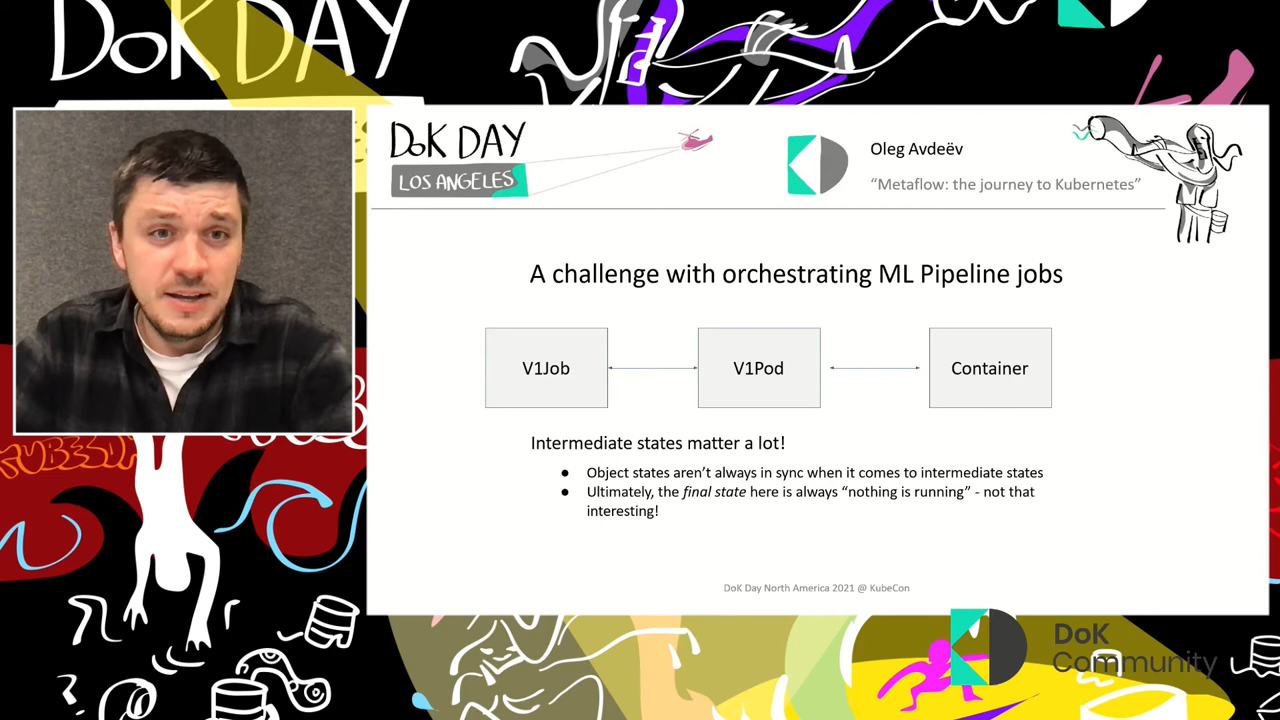 DoK DAY
DoK DAY
LOS ANGELES
Oleg Avdeëv
“Metaflow: the journey to Kubernetes”
A challenge with orchestrating ML Pipeline jobs
V1Job
V1Pod
Container
Intermediate states matter a lot!
● Object states aren’t always in sync when it comes to intermediate states
● Ultimately, the final state here is always “nothing is running” - not that
interesting!
DoK Day North America 2021 @ KubeCon
DoK
Community